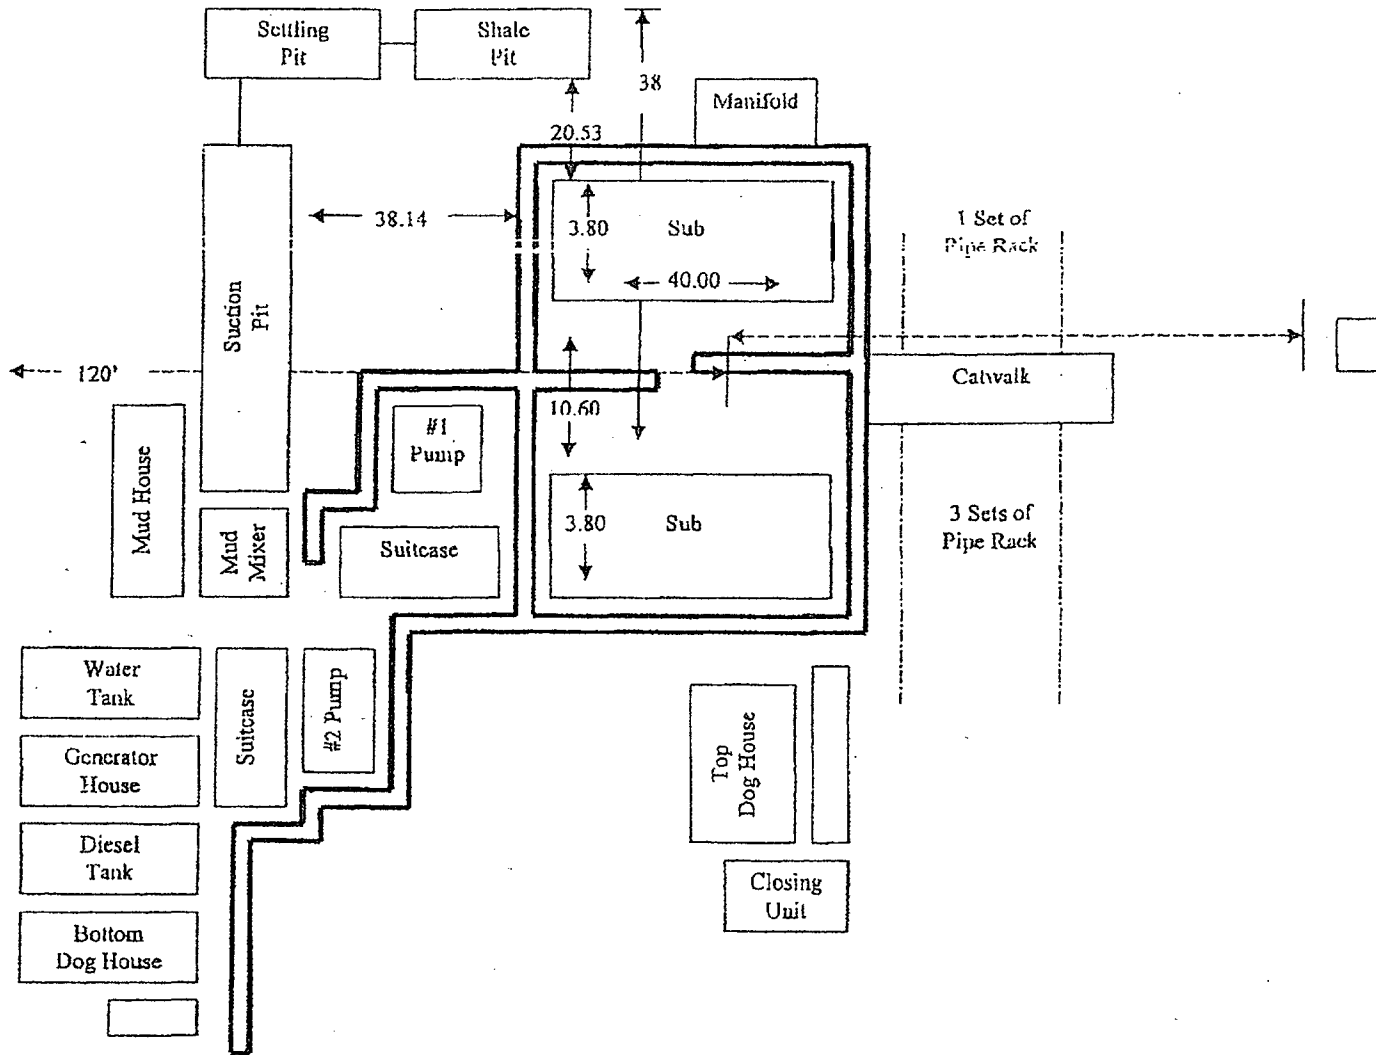 Settling
Pit
Shale
Pit
38
Manifold
20.53
38.14
3.80
Sub
40.00
1 Set of
Pipe Rack
Suction
Pit
120'
10.60
Catwalk
#1
Pump
Mud House
Mud
Mixer
Suitcase
3.80
Sub
3 Sets of
Pipe Rack
Water
Tank
Suitcase
#2 Pump
Generator
House
Top
Dog House
Diesel
Tank
Closing
Unit
Bottom
Dog House